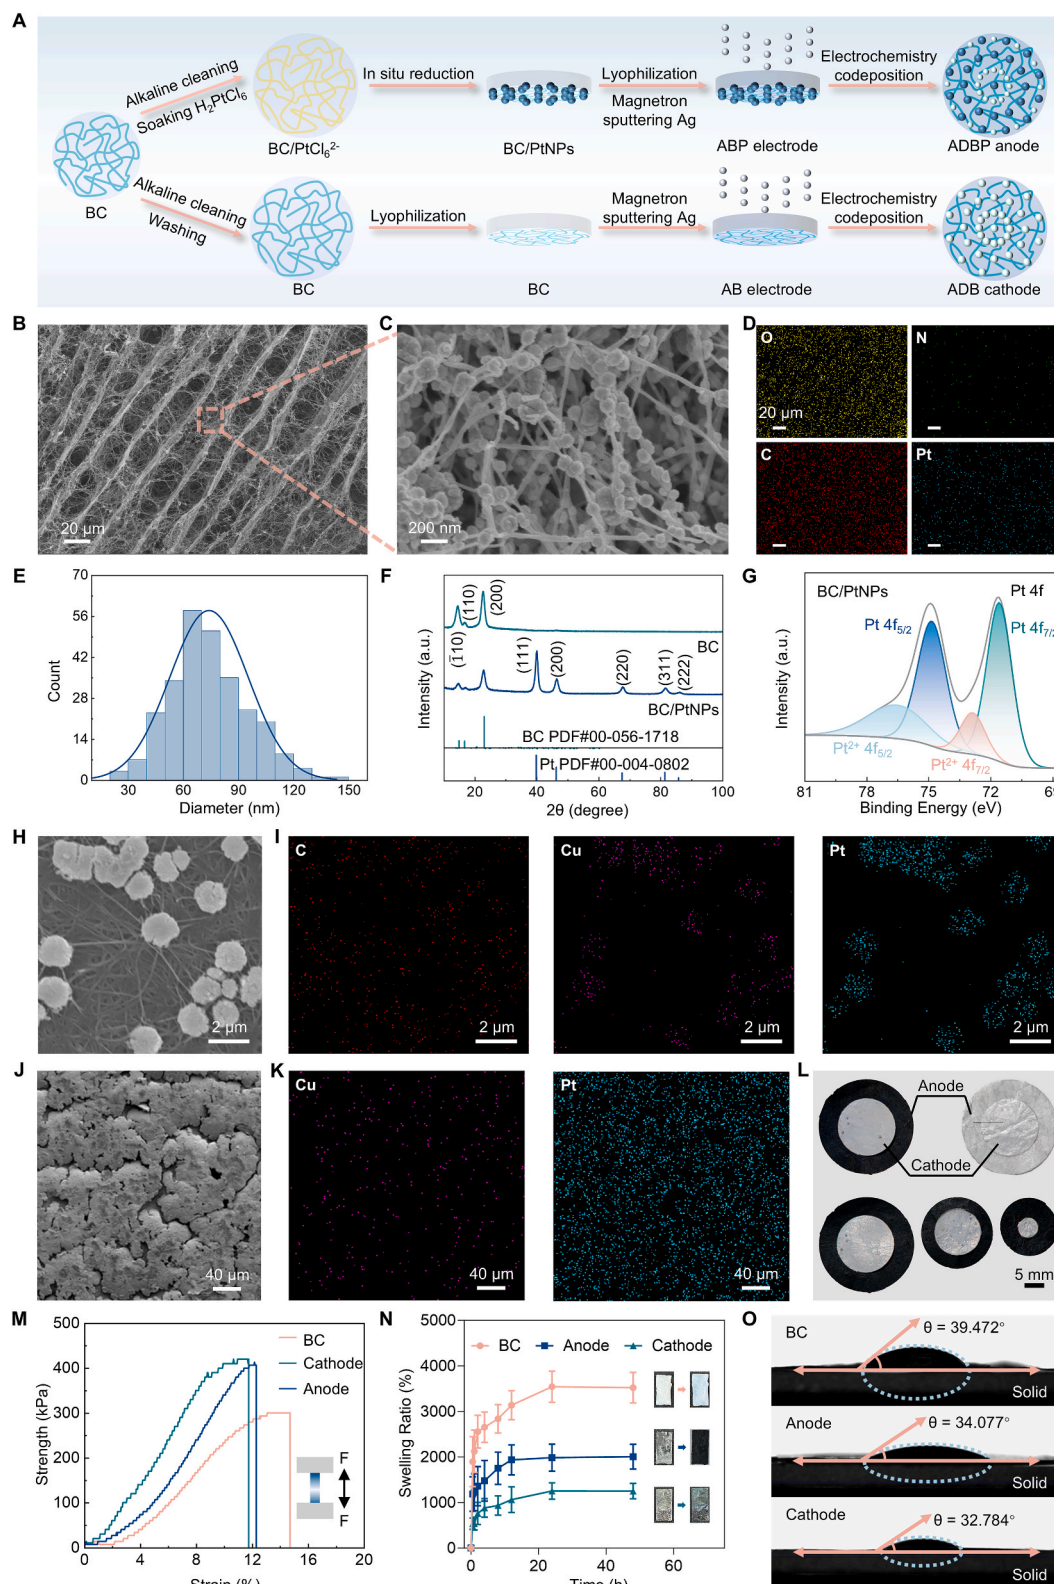 A
Alkaline cleaning
Soaking H₂PtCl₆
In situ reduction
Lyophilization
Magnetron
sputtering Ag
Electrochemistry
codeposition
BC/PtCl₆²⁻
BC/PtNPs
ABP electrode
ADBP anode
BC
Alkaline cleaning
Washing
Lyophilization
Magnetron
sputtering Ag
Electrochemistry
codeposition
BC
BC
AB electrode
ADB cathode
B
20 µm
C
200 nm
D
O
N
20 µm
C
Pt
E
70
56
42
28
14
0
Count
30 60 90 120 150
Diameter (nm)
F
Intensity (a.u.)
(1̄10)
(110)
(200)
BC
(111)
(200)
(220)
(311)
(222)
BC/PtNPs
BC PDF#00-056-1718
Pt PDF#00-004-0802
20 40 60 80 100
2θ (degree)
G
Intensity (a.u.)
BC/PtNPs
Pt 4f
Pt 4f5/2
Pt 4f7/2
Pt²⁺ 4f5/2
Pt²⁺ 4f7/2
81 78 75 72 69
Binding Energy (eV)
H
2 µm
I
C
2 µm
Cu
2 µm
Pt
2 µm
J
40 µm
K
Cu
40 µm
Pt
40 µm
L
Anode
Cathode
5 mm
M
500
400
300
200
100
0
Strength (kPa)
BC
Cathode
Anode
F
F
0 4 8 12 16 20
Strain (%)
N
5000
4000
3000
2000
1000
0
Swelling Ratio (%)
BC Anode Cathode
0 20 40 60
Time (h)
O
BC
θ = 39.472°
Solid
Anode
θ = 34.077°
Solid
Cathode
θ = 32.784°
Solid